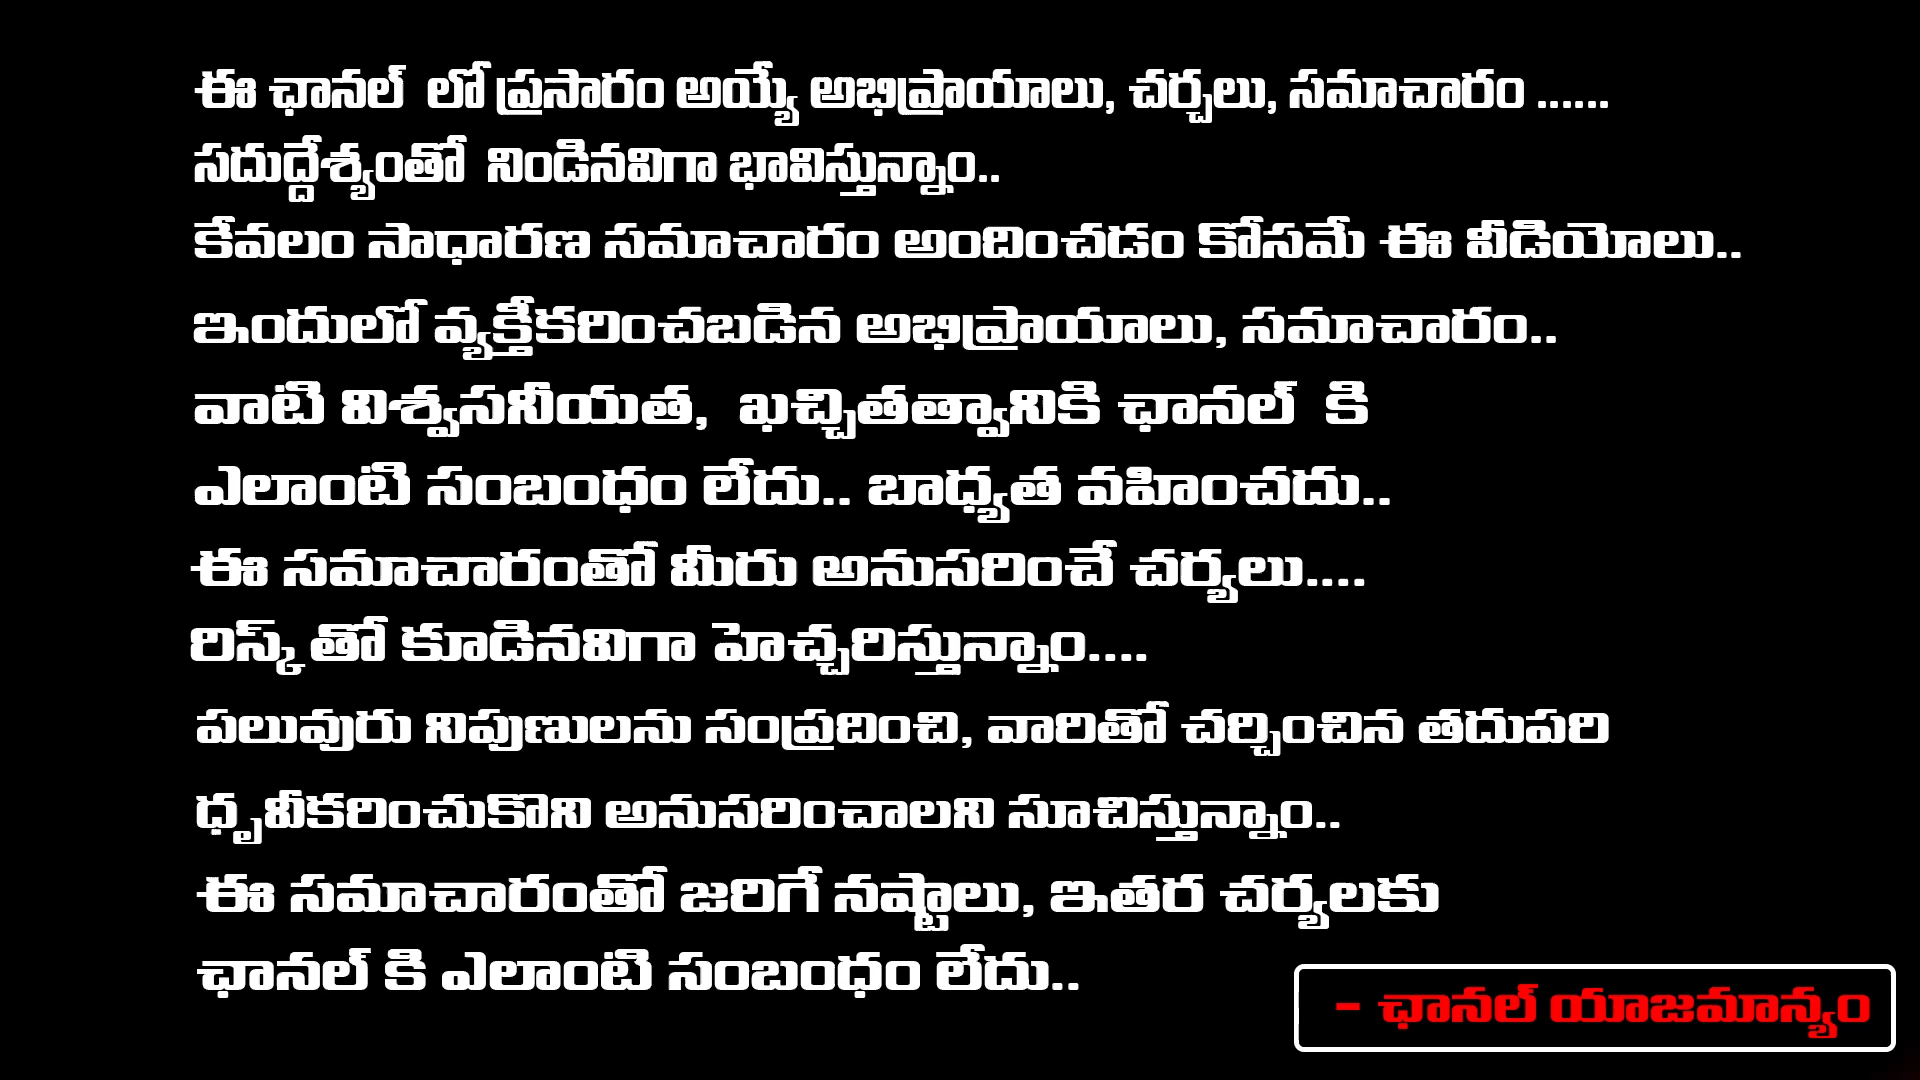 ఈ ఛానల్ లో ప్రసారం అయ్యే అభిప్రాయాలు, చర్చలు, సమాచారం ......
సదుద్దేశ్యంతో నిండినవిగా భావిస్తున్నాం..
కేవలం సాధారణ సమాచారం అందించడం కోసమే ఈ వీడియోలు..
ఇందులో వ్యక్తీకరించబడిన అభిప్రాయాలు, సమాచారం..
వాటి విశ్వసనీయత, ఖచ్చితత్వానికి ఛానల్ కి
ఎలాంటి సంబంధం లేదు.. బాధ్యత వహించదు..
ఈ సమాచారంతో మీరు అనుసరించే చర్యలు....
రిస్క్ తో కూడినవిగా హెచ్చరిస్తున్నాం....
పలువురు నిపుణులను సంప్రదించి, వారితో చర్చించిన తదుపరి
ధృవీకరించుకొని అనుసరించాలని సూచిస్తున్నాం..
ఈ సమాచారంతో జరిగే నష్టాలు, ఇతర చర్యలకు
ఛానల్ కి ఎలాంటి సంబంధం లేదు..
- ఛానల్ యాజమాన్యం